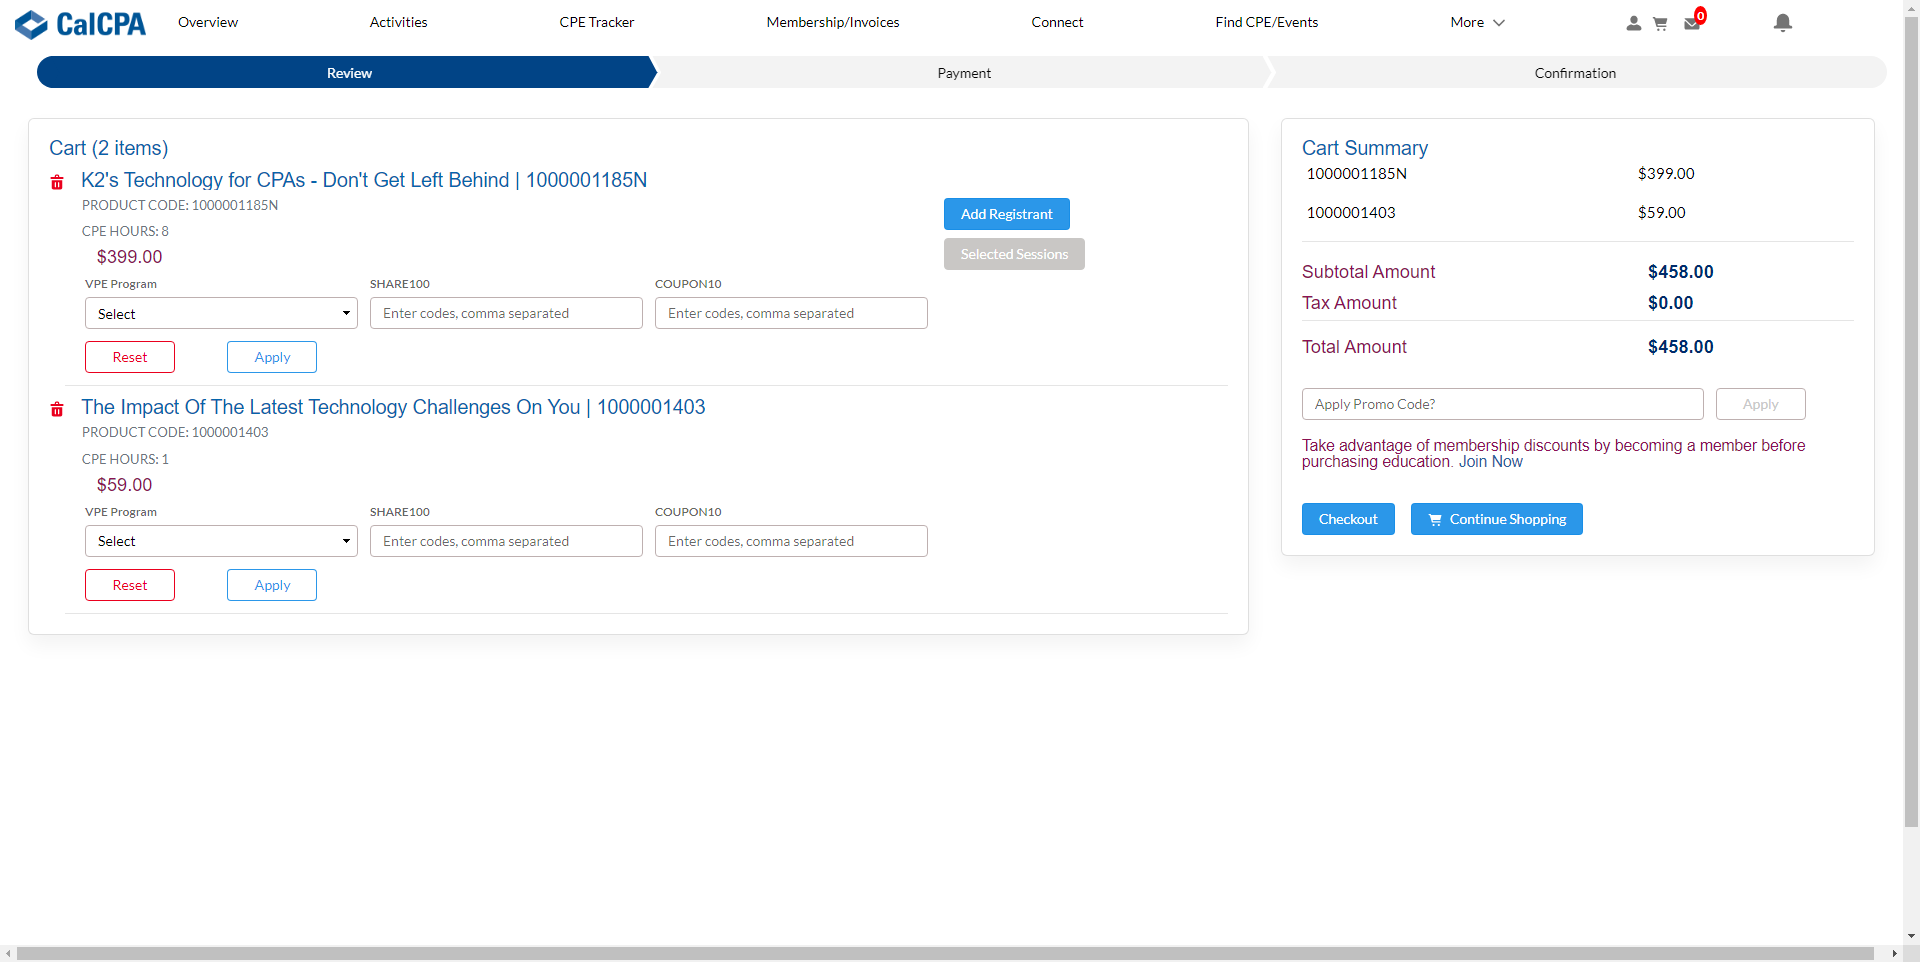 CalCPA
Overview
Activities
CPE Tracker
Membership/Invoices
Connect
Find CPE/Events
More
0
Review
Payment
Confirmation
Cart (2 items)
K2's Technology for CPAs - Don't Get Left Behind | 1000001185N
PRODUCT CODE: 1000001185N
CPE HOURS: 8
$399.00
Add Registrant
Selected Sessions
VPE Program
SHARE100
COUPON10
Select
Enter codes, comma separated
Enter codes, comma separated
Reset
Apply
The Impact Of The Latest Technology Challenges On You | 1000001403
PRODUCT CODE: 1000001403
CPE HOURS: 1
$59.00
VPE Program
SHARE100
COUPON10
Select
Enter codes, comma separated
Enter codes, comma separated
Reset
Apply
Cart Summary
1000001185N $399.00
1000001403 $59.00
Subtotal Amount $458.00
Tax Amount $0.00
Total Amount $458.00
Apply Promo Code?
Apply
Take advantage of membership discounts by becoming a member before
purchasing education. Join Now
Checkout
Continue Shopping